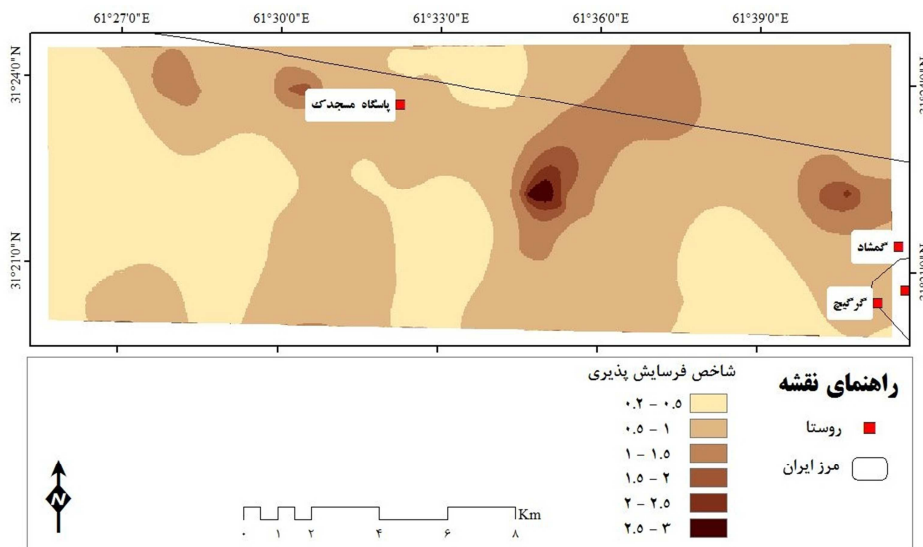 61°27'0"E 61°30'0"E 61°33'0"E 61°36'0"E 61°39'0"E
31°24'0"N
پاسگاه مسجدک
گمشاد
31°21'0"N
گرگیچ
راهنمای نقشه
روستا
مرز ایران
شاخص فرسایش پذیری
۰.۲ - ۰.۵
۰.۵ - ۱
۱ - ۱.۵
۱.۵ - ۲
۲ - ۲.۵
۲.۵ - ۳
N
Km
۰ ۱ ۲ ۴ ۶ ۸